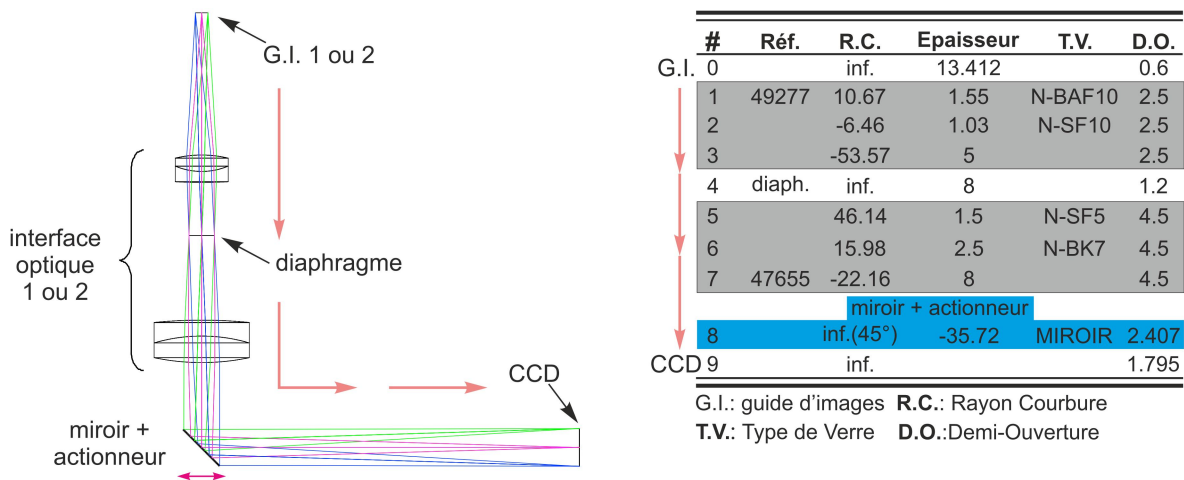 G.I. 1 ou 2
interface
optique
1 ou 2
diaphragme
CCD
miroir +
actionneur
# Réf. R.C. Epaisseur T.V. D.O.
G.I. 0 inf. 13.412 0.6
1 49277 10.67 1.55 N-BAF10 2.5
2 -6.46 1.03 N-SF10 2.5
3 -53.57 5 2.5
4 diaph. inf. 8 1.2
5 46.14 1.5 N-SF5 4.5
6 15.98 2.5 N-BK7 4.5
7 47655 -22.16 8 4.5
miroir + actionneur
8 inf.(45°) -35.72 MIROIR 2.407
CCD 9 inf. 1.795
G.I.: guide d'images R.C.: Rayon Courbure
T.V.: Type de Verre D.O.:Demi-Ouverture